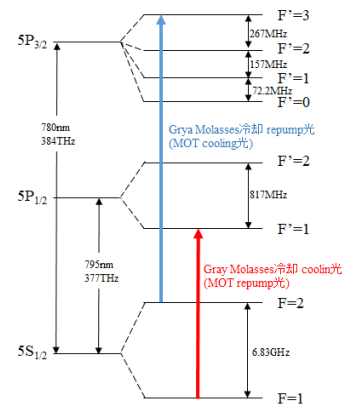 F'=3
267MHz
5P3/2
F'=2
157MHz
F'=1
72.2MHz
F'=0
780nm
384THz
Grya Molasses冷却 repump光
(MOT cooling光)
F'=2
5P1/2
817MHz
F'=1
795nm
377THz
Gray Molasses冷却 coolin光
(MOT repump光)
F=2
5S1/2
6.83GHz
F=1